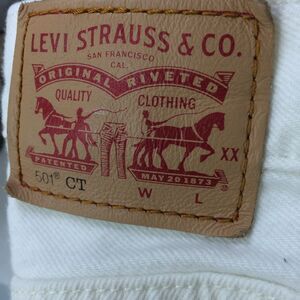 LEVI STRAUSS & CO.
SAN FRANCISCO
CAL.
ORIGINAL RIVETED
QUALITY CLOTHING
XX
PATENTED MAY 20 1873
501® CT W L